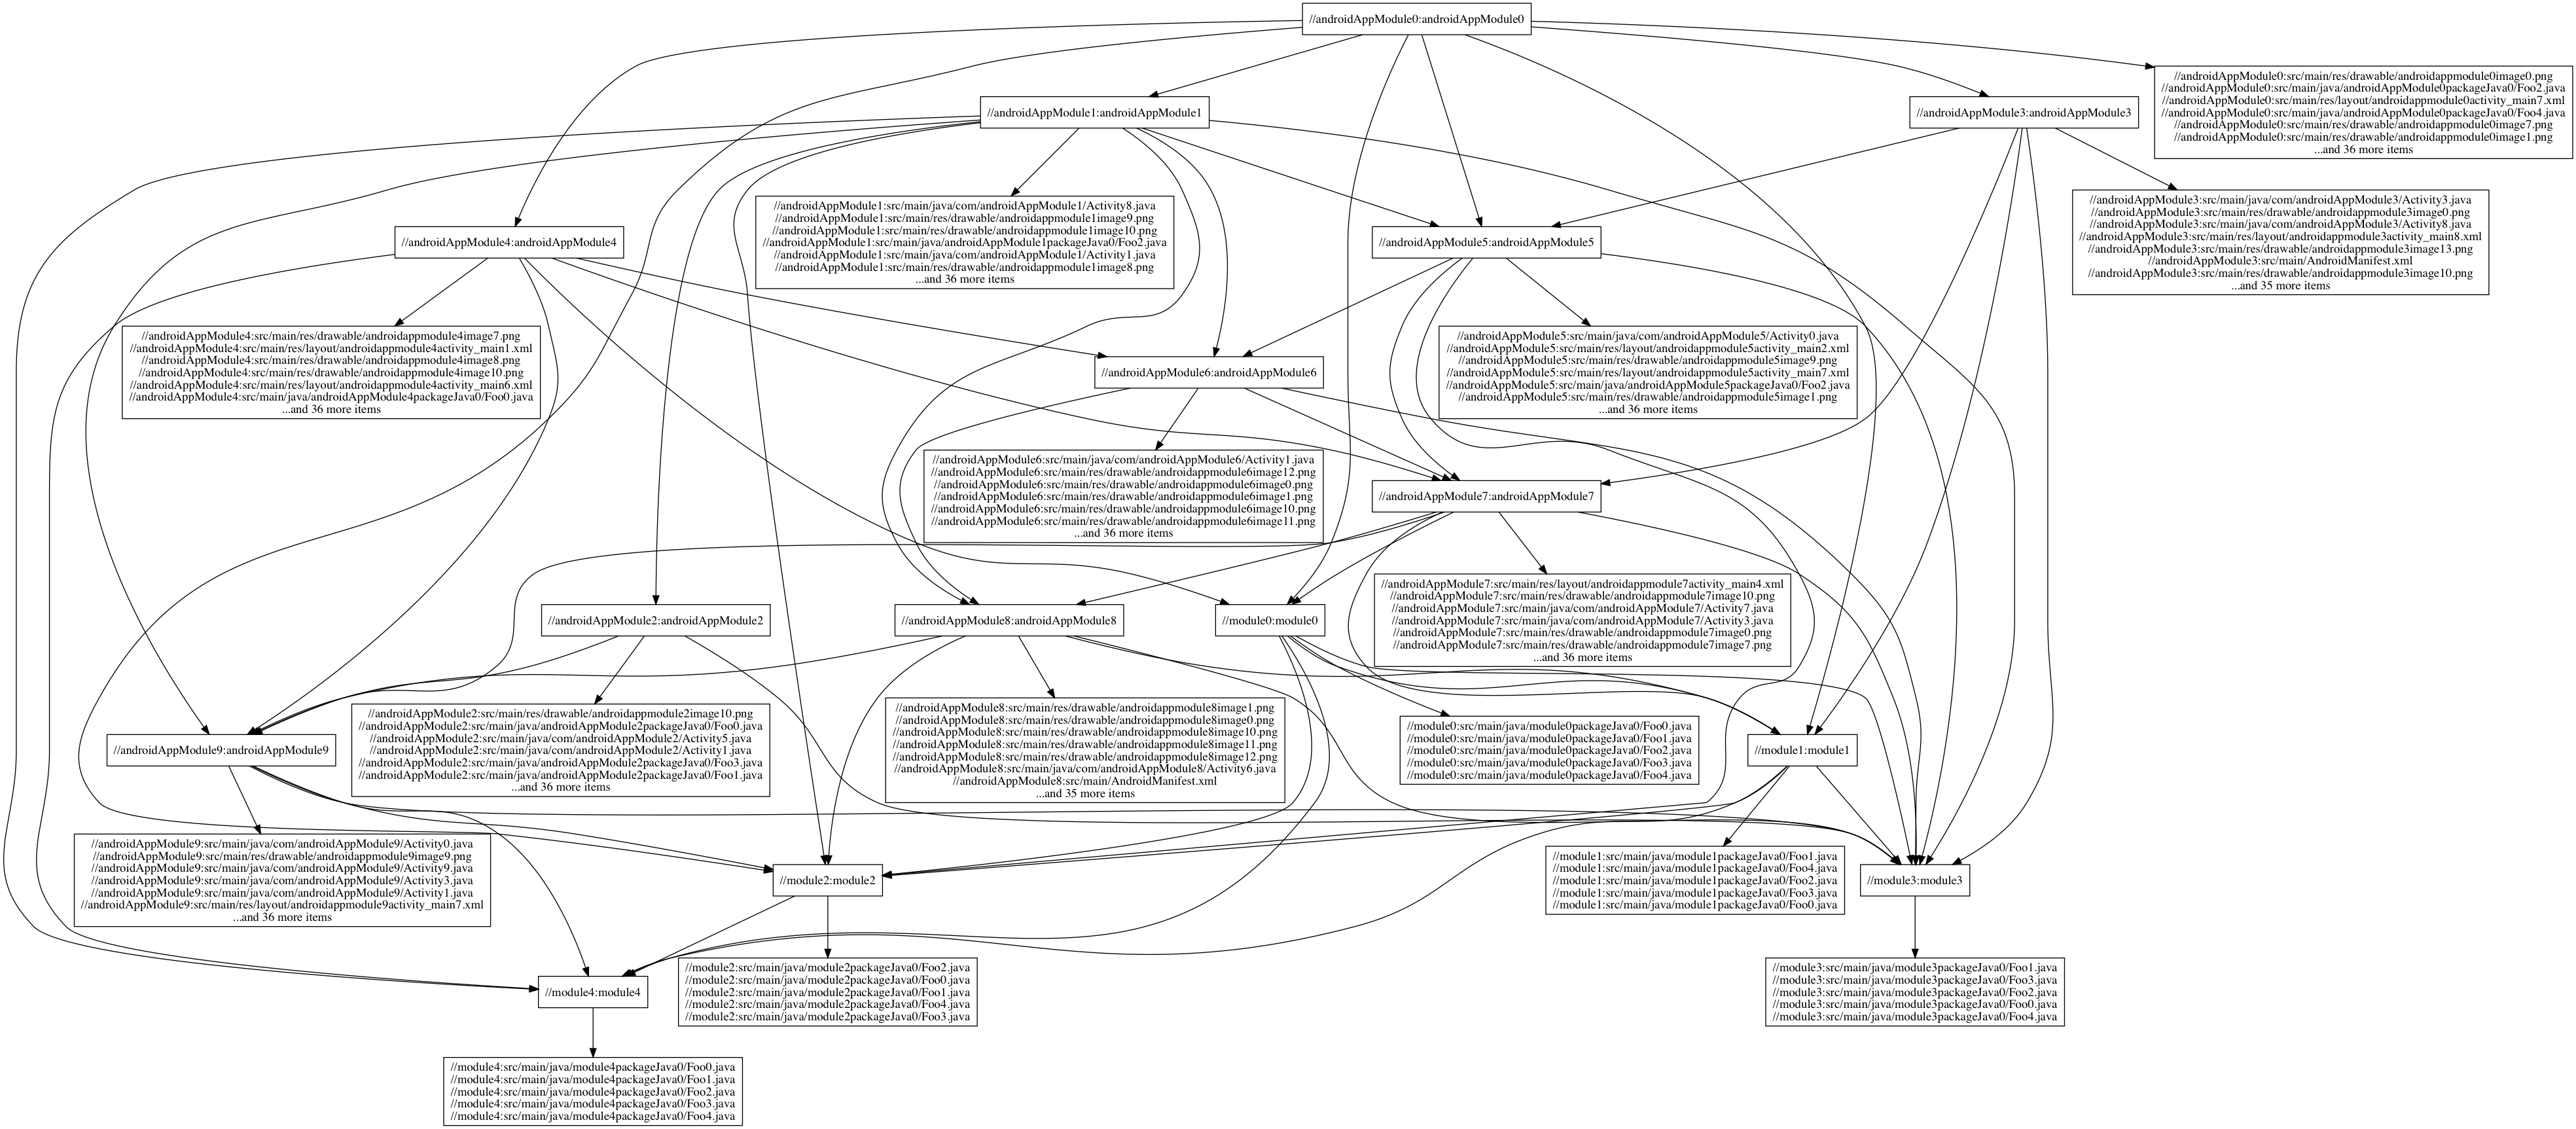 //androidAppModule0:androidAppModule0
//androidAppModule0:src/main/res/drawable/androidappmodule0image0.png
//androidAppModule0:src/main/java/androidAppModule0packageJava0/Foo2.java
//androidAppModule0:src/main/res/layout/androidappmodule0activity_main7.xml
//androidAppModule0:src/main/java/androidAppModule0packageJava0/Foo4.java
//androidAppModule0:src/main/res/drawable/androidappmodule0image7.png
//androidAppModule0:src/main/res/drawable/androidappmodule0image1.png
...and 36 more items
//androidAppModule1:androidAppModule1
//androidAppModule3:androidAppModule3
//androidAppModule1:src/main/java/com/androidAppModule1/Activity8.java
//androidAppModule1:src/main/res/drawable/androidappmodule1image9.png
//androidAppModule1:src/main/res/drawable/androidappmodule1image10.png
//androidAppModule1:src/main/java/androidAppModule1packageJava0/Foo2.java
//androidAppModule1:src/main/java/com/androidAppModule1/Activity1.java
//androidAppModule1:src/main/res/drawable/androidappmodule1image8.png
...and 36 more items
//androidAppModule3:src/main/java/com/androidAppModule3/Activity3.java
//androidAppModule3:src/main/res/drawable/androidappmodule3image0.png
//androidAppModule3:src/main/java/com/androidAppModule3/Activity8.java
//androidAppModule3:src/main/res/layout/androidappmodule3activity_main8.xml
//androidAppModule3:src/main/res/drawable/androidappmodule3image13.png
//androidAppModule3:src/main/AndroidManifest.xml
//androidAppModule3:src/main/res/drawable/androidappmodule3image10.png
...and 35 more items
//androidAppModule4:androidAppModule4
//androidAppModule5:androidAppModule5
//androidAppModule4:src/main/res/drawable/androidappmodule4image7.png
//androidAppModule4:src/main/res/layout/androidappmodule4activity_main1.xml
//androidAppModule4:src/main/res/drawable/androidappmodule4image8.png
//androidAppModule4:src/main/res/drawable/androidappmodule4image10.png
//androidAppModule4:src/main/res/layout/androidappmodule4activity_main6.xml
//androidAppModule4:src/main/java/androidAppModule4packageJava0/Foo0.java
...and 36 more items
//androidAppModule5:src/main/java/com/androidAppModule5/Activity0.java
//androidAppModule5:src/main/res/layout/androidappmodule5activity_main2.xml
//androidAppModule5:src/main/res/drawable/androidappmodule5image9.png
//androidAppModule5:src/main/res/layout/androidappmodule5activity_main7.xml
//androidAppModule5:src/main/java/androidAppModule5packageJava0/Foo2.java
//androidAppModule5:src/main/res/drawable/androidappmodule5image1.png
...and 36 more items
//androidAppModule6:androidAppModule6
//androidAppModule6:src/main/java/com/androidAppModule6/Activity1.java
//androidAppModule6:src/main/res/drawable/androidappmodule6image12.png
//androidAppModule6:src/main/res/drawable/androidappmodule6image0.png
//androidAppModule6:src/main/res/drawable/androidappmodule6image1.png
//androidAppModule6:src/main/res/drawable/androidappmodule6image10.png
//androidAppModule6:src/main/res/drawable/androidappmodule6image11.png
...and 36 more items
//androidAppModule7:androidAppModule7
//androidAppModule7:src/main/res/layout/androidappmodule7activity_main4.xml
//androidAppModule7:src/main/res/drawable/androidappmodule7image10.png
//androidAppModule7:src/main/java/com/androidAppModule7/Activity7.java
//androidAppModule7:src/main/java/com/androidAppModule7/Activity3.java
//androidAppModule7:src/main/res/drawable/androidappmodule7image0.png
//androidAppModule7:src/main/res/drawable/androidappmodule7image7.png
...and 36 more items
//androidAppModule2:androidAppModule2
//androidAppModule8:androidAppModule8
//module0:module0
//androidAppModule2:src/main/res/drawable/androidappmodule2image10.png
//androidAppModule2:src/main/java/androidAppModule2packageJava0/Foo0.java
//androidAppModule2:src/main/java/com/androidAppModule2/Activity5.java
//androidAppModule2:src/main/java/com/androidAppModule2/Activity1.java
//androidAppModule2:src/main/java/androidAppModule2packageJava0/Foo3.java
//androidAppModule2:src/main/java/androidAppModule2packageJava0/Foo1.java
...and 36 more items
//androidAppModule8:src/main/res/drawable/androidappmodule8image1.png
//androidAppModule8:src/main/res/drawable/androidappmodule8image0.png
//androidAppModule8:src/main/res/drawable/androidappmodule8image10.png
//androidAppModule8:src/main/res/drawable/androidappmodule8image11.png
//androidAppModule8:src/main/res/drawable/androidappmodule8image12.png
//androidAppModule8:src/main/java/com/androidAppModule8/Activity6.java
//androidAppModule8:src/main/AndroidManifest.xml
...and 35 more items
//module0:src/main/java/module0packageJava0/Foo0.java
//module0:src/main/java/module0packageJava0/Foo1.java
//module0:src/main/java/module0packageJava0/Foo2.java
//module0:src/main/java/module0packageJava0/Foo3.java
//module0:src/main/java/module0packageJava0/Foo4.java
//androidAppModule9:androidAppModule9
//module1:module1
//androidAppModule9:src/main/java/com/androidAppModule9/Activity0.java
//androidAppModule9:src/main/res/drawable/androidappmodule9image9.png
//androidAppModule9:src/main/java/com/androidAppModule9/Activity9.java
//androidAppModule9:src/main/java/com/androidAppModule9/Activity3.java
//androidAppModule9:src/main/java/com/androidAppModule9/Activity1.java
//androidAppModule9:src/main/res/layout/androidappmodule9activity_main7.xml
...and 36 more items
//module1:src/main/java/module1packageJava0/Foo1.java
//module1:src/main/java/module1packageJava0/Foo4.java
//module1:src/main/java/module1packageJava0/Foo2.java
//module1:src/main/java/module1packageJava0/Foo3.java
//module1:src/main/java/module1packageJava0/Foo0.java
//module2:module2
//module3:module3
//module2:src/main/java/module2packageJava0/Foo2.java
//module2:src/main/java/module2packageJava0/Foo0.java
//module2:src/main/java/module2packageJava0/Foo1.java
//module2:src/main/java/module2packageJava0/Foo4.java
//module2:src/main/java/module2packageJava0/Foo3.java
//module3:src/main/java/module3packageJava0/Foo1.java
//module3:src/main/java/module3packageJava0/Foo3.java
//module3:src/main/java/module3packageJava0/Foo2.java
//module3:src/main/java/module3packageJava0/Foo0.java
//module3:src/main/java/module3packageJava0/Foo4.java
//module4:module4
//module4:src/main/java/module4packageJava0/Foo0.java
//module4:src/main/java/module4packageJava0/Foo1.java
//module4:src/main/java/module4packageJava0/Foo2.java
//module4:src/main/java/module4packageJava0/Foo3.java
//module4:src/main/java/module4packageJava0/Foo4.java